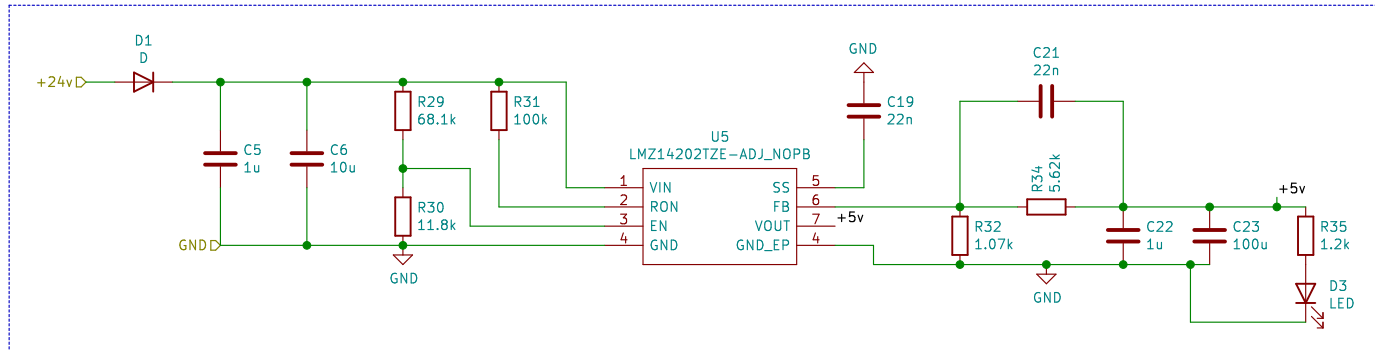 +24v
D1
D
C5
1u
C6
10u
R29
68.1k
R31
100k
R30
11.8k
GND
GND
U5
LMZ14202TZE-ADJ_NOPB
1 VIN
2 RON
3 EN
4 GND
SS 5
FB 6
VOUT 7
GND_EP 4
+5v
GND
C19
22n
C21
22n
R34
5.62k
R32
1.07k
GND
C22
1u
C23
100u
+5v
R35
1.2k
D3
LED